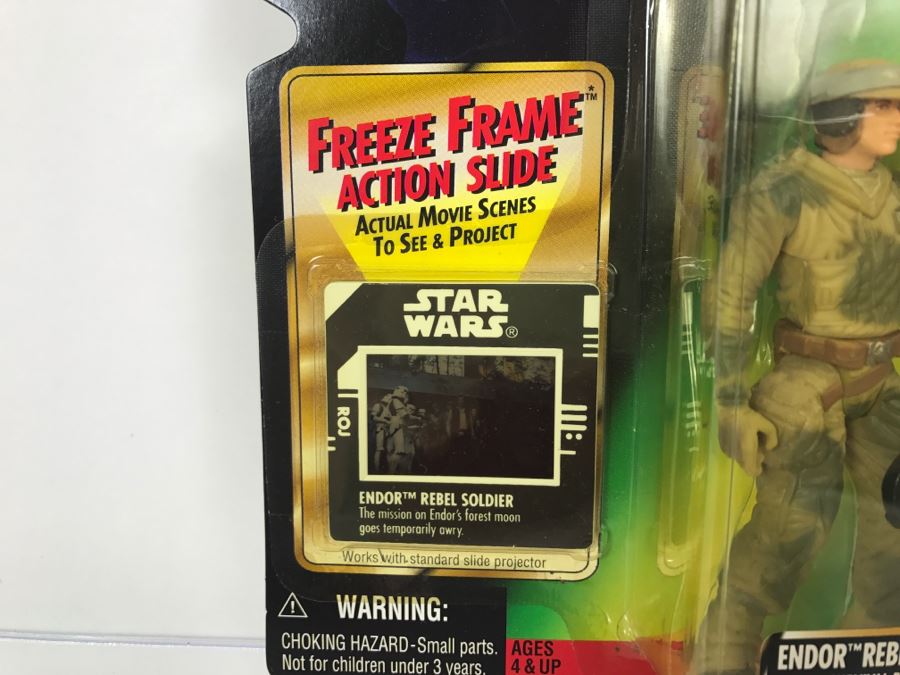 FREEZE FRAME™*
ACTION SLIDE
ACTUAL MOVIE SCENES
TO SEE & PROJECT
STAR
WARS®
ROJ
ENDOR™ REBEL SOLDIER
The mission on Endor's forest moon
goes temporarily awry.
Works with standard slide projector
WARNING:
CHOKING HAZARD-Small parts.
Not for children under 3 years.
AGES
4 & UP
ENDOR™ REB